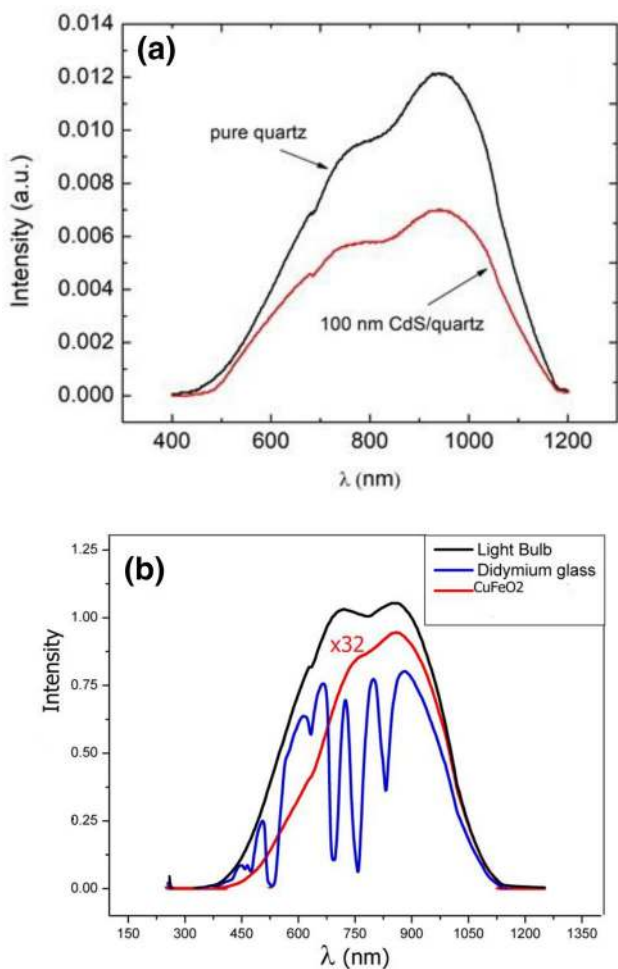 (a)
0.014
0.012
0.010
0.008
0.006
0.004
0.002
0.000
Intensity (a.u.)
pure quartz
100 nm CdS/quartz
400 600 800 1000 1200
λ (nm)
(b)
Light Bulb
Didymium glass
CuFeO2
1.25
1.00
0.75
0.50
0.25
0.00
Intensity
x32
150 300 450 600 750 900 1050 1200 1350
λ (nm)